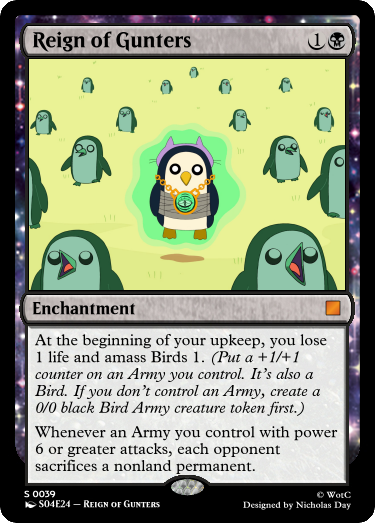 Reign of Gunters 1
Enchantment
At the beginning of your upkeep, you lose
1 life and amass Birds 1. (Put a +1/+1
counter on an Army you control. It's also a
Bird. If you don't control an Army, create a
0/0 black Bird Army creature token first.)
Whenever an Army you control with power
6 or greater attacks, each opponent
sacrifices a nonland permanent.
S 0039 © WotC
S04E24 – Reign of Gunters Designed by Nicholas Day